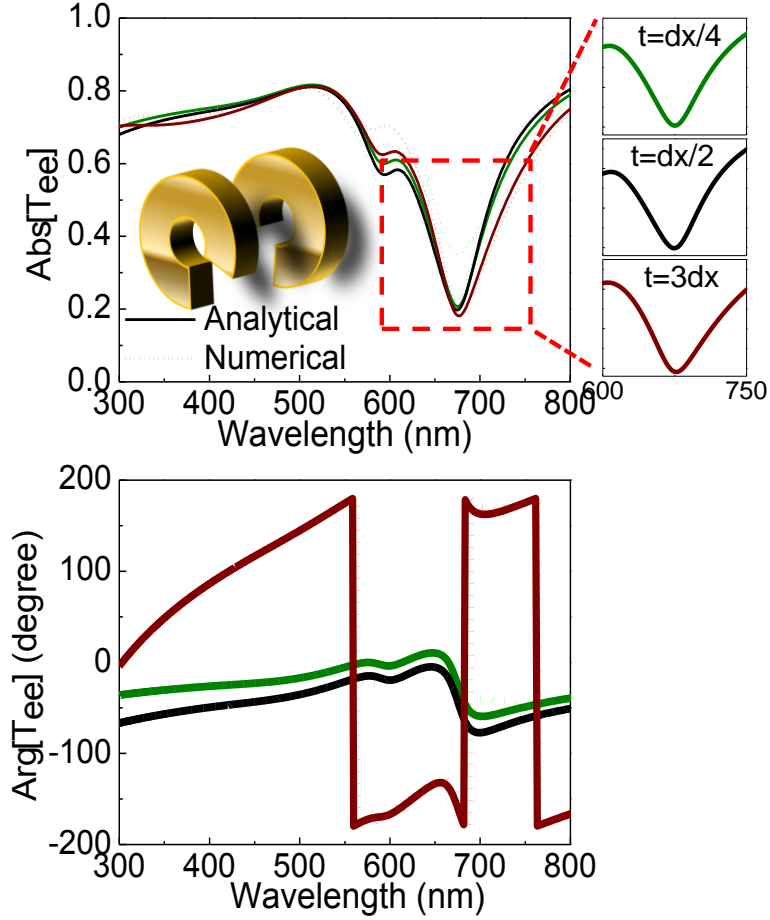 1.0
0.8
0.6
0.4
0.2
0.0
Abs[Tee]
Analytical
Numerical
300 400 500 600 700 800
Wavelength (nm)
t=dx/4
t=dx/2
t=3dx
600 750
200
100
0
-100
-200
Arg[Tee] (degree)
300 400 500 600 700 800
Wavelength (nm)